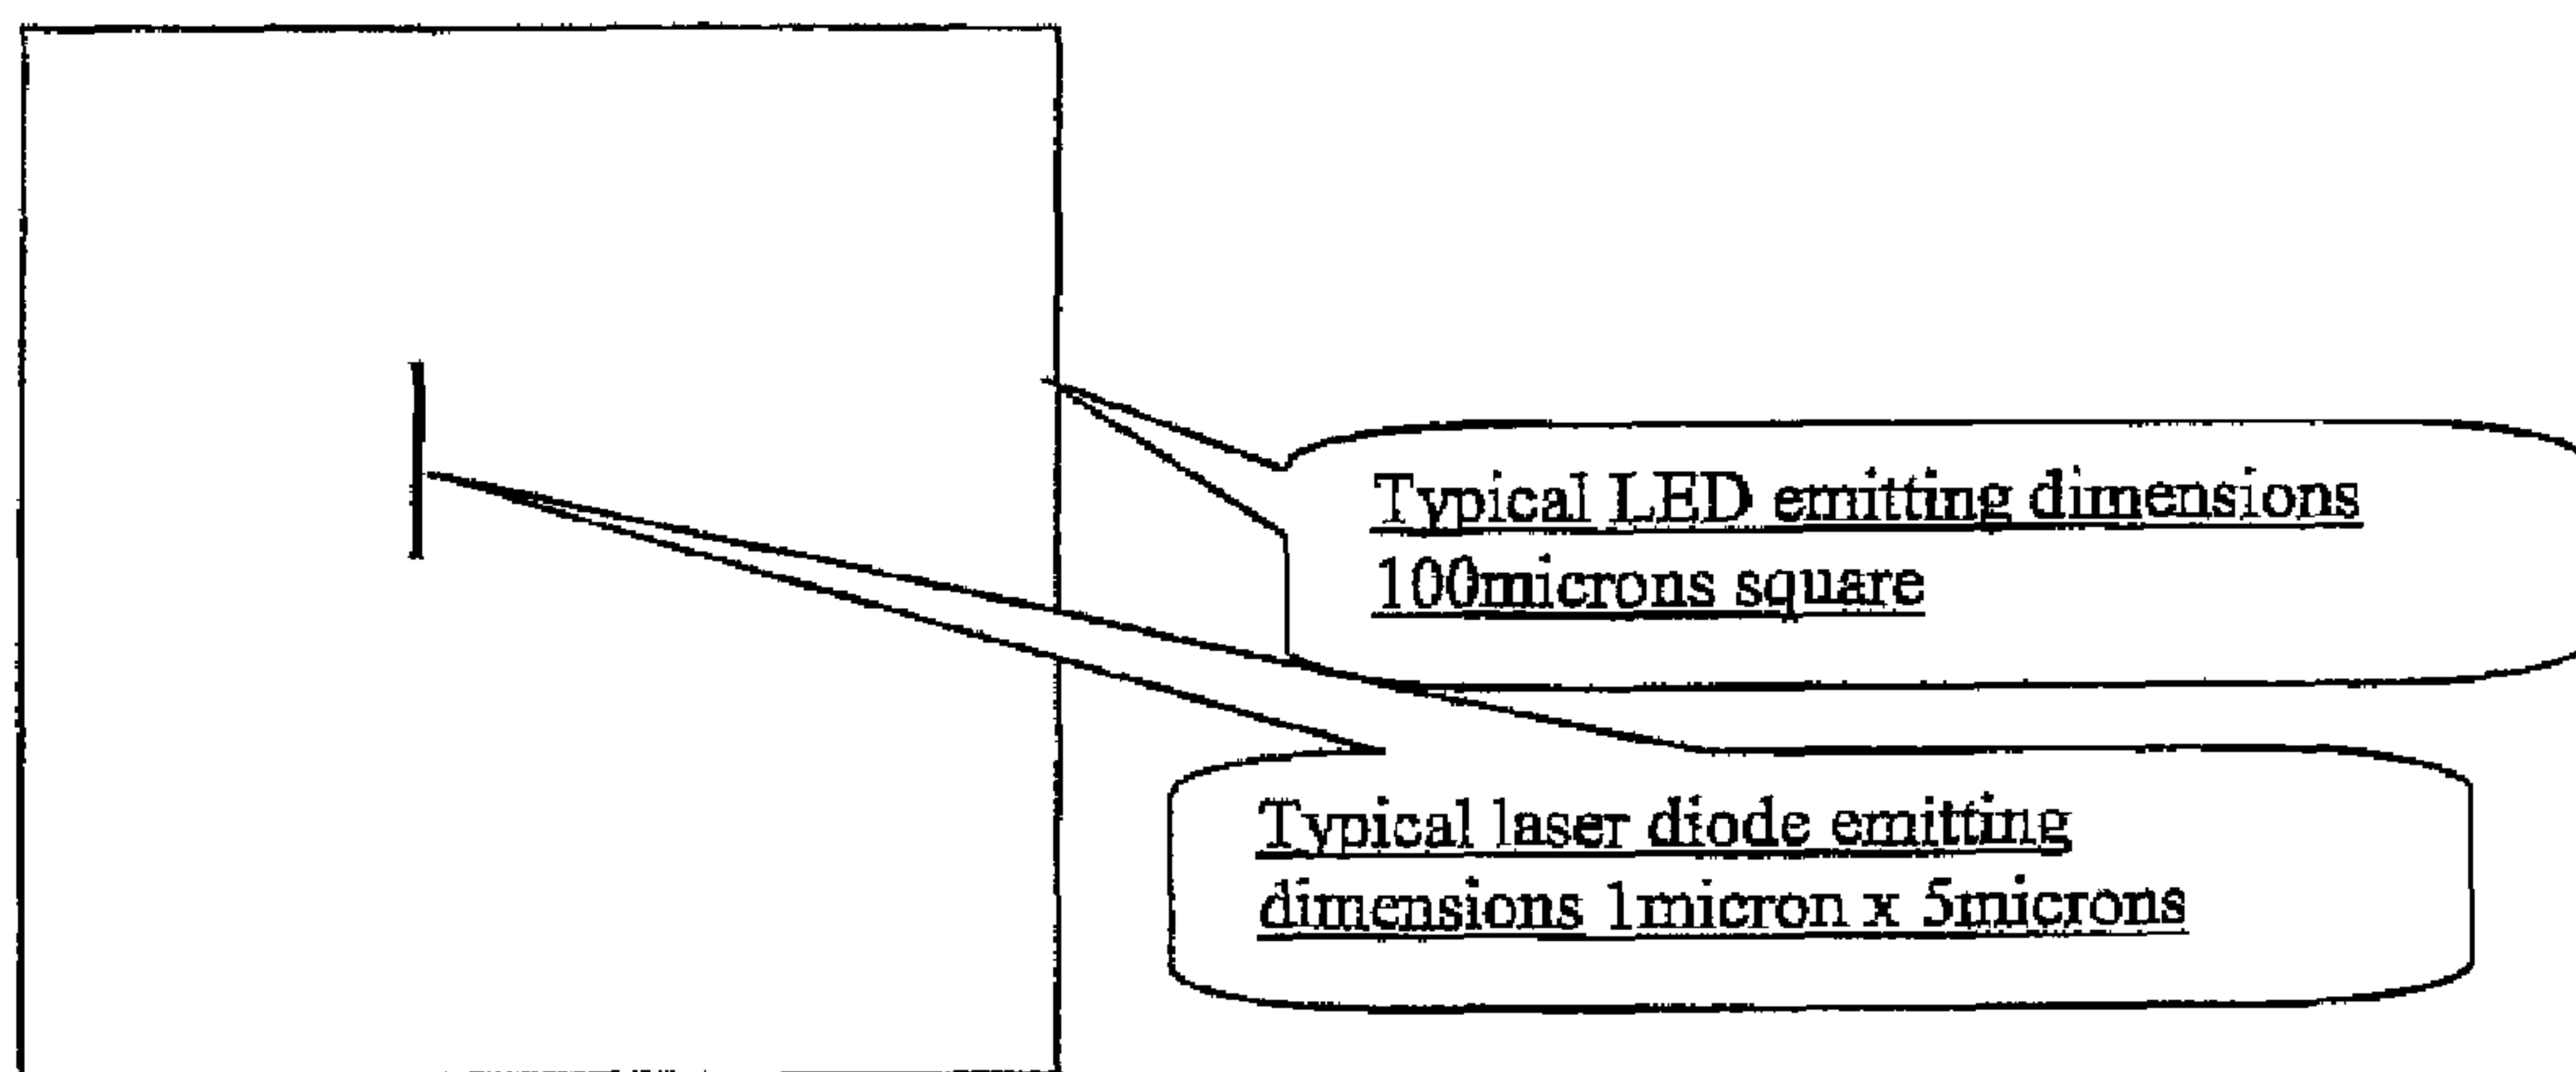 Typical LED emitting dimensions
100microns square
Typical laser diode emitting
dimensions 1micron x 5microns